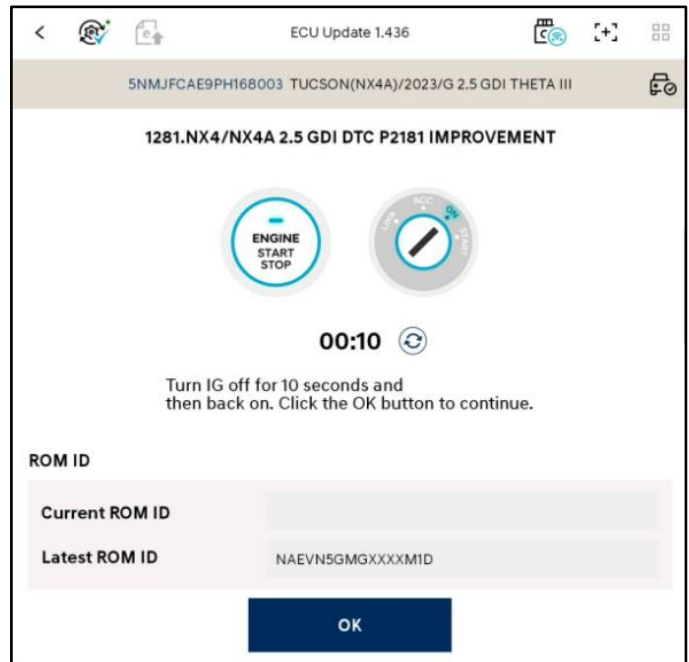 ECU Update 1.436
5NMJFCAE9PH168003 TUCSON(NX4A)/2023/G 2.5 GDI THETA III
1281.NX4/NX4A 2.5 GDI DTC P2181 IMPROVEMENT
ENGINE
START
STOP
LOCK
ACC
ON
START
00:10
Turn IG off for 10 seconds and
then back on. Click the OK button to continue.
ROM ID
Current ROM ID
Latest ROM ID NAEVN5GMGXXXXM1D
OK